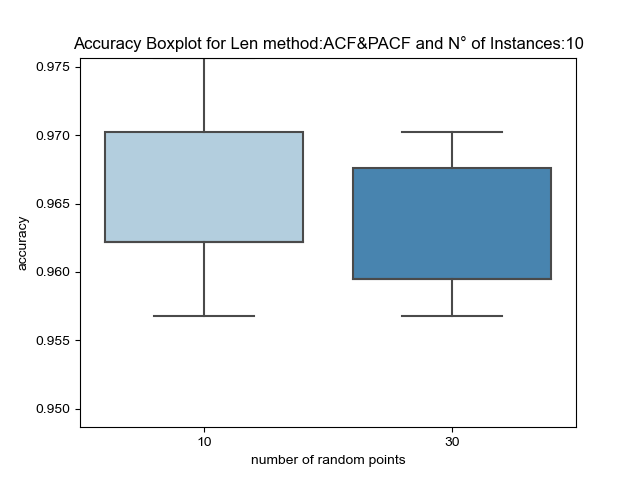 Accuracy Boxplot for Len method:ACF&PACF and N° of Instances:10
0.975
0.970
0.965
0.960
0.955
0.950
accuracy
10
30
number of random points